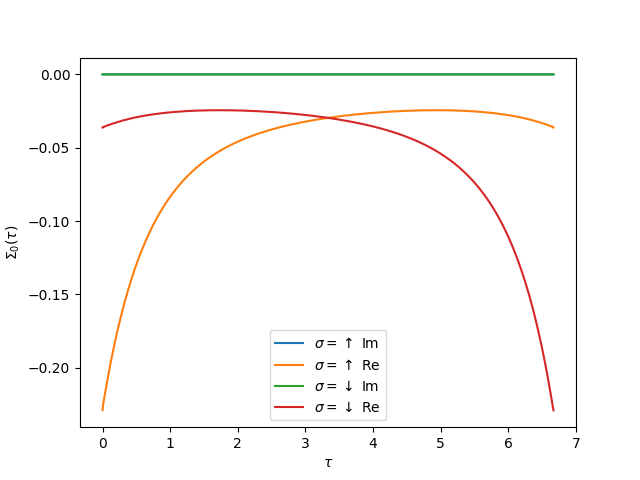 0.00
−0.05
−0.10
−0.15
−0.20
Σ₀(τ)
σ = ↑ Im
σ = ↑ Re
σ = ↓ Im
σ = ↓ Re
0 1 2 3 4 5 6 7
τ